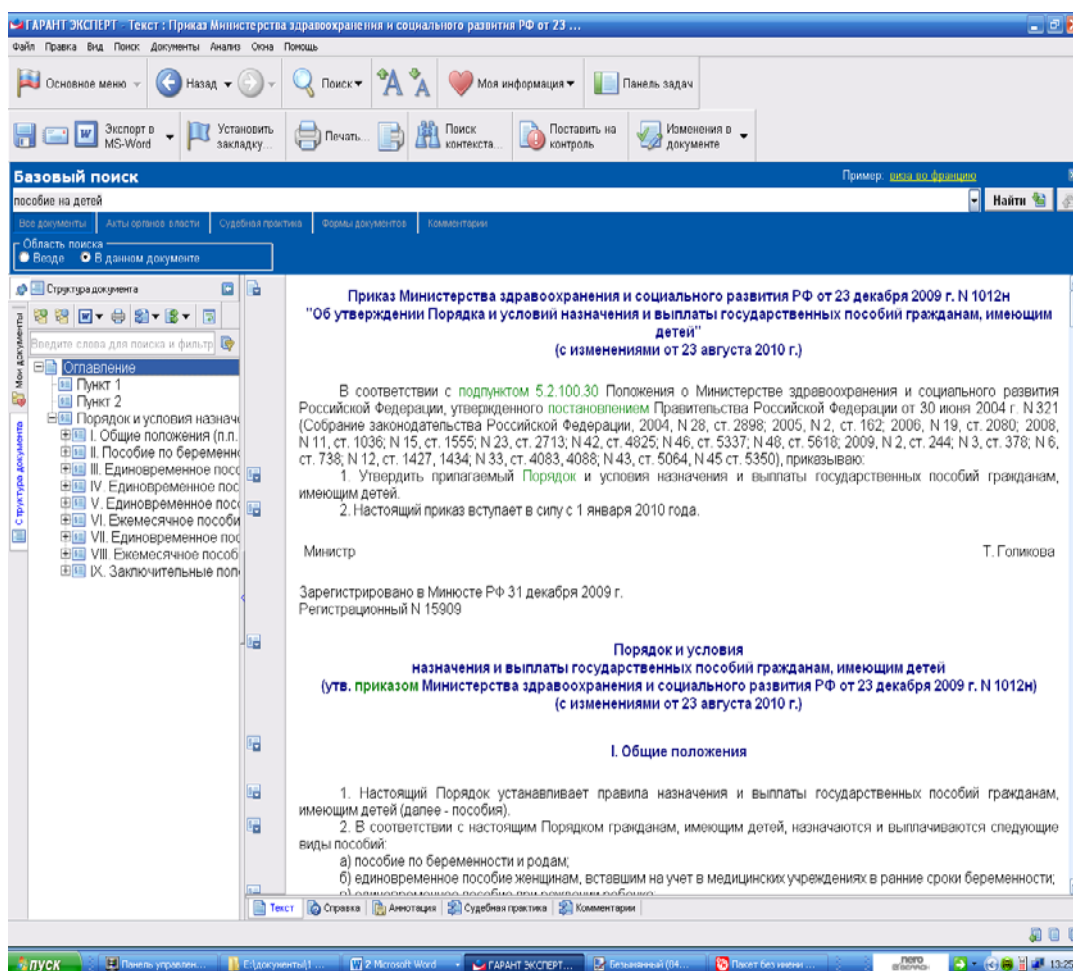 ГАРАНТ ЭКСПЕРТ - Текст : Приказ Министерства здравоохранения и социального развития РФ от 23 ...
Файл Правка Вид Поиск Документы Анализ Окна Помощь
Основное меню Назад Поиск Моя информация Панель задач
Экспорт в MS-Word
Установить закладку...
Печать...
Поиск контекста...
Поставить на контроль
Изменения в документе
Базовый поиск
Пример: виза во францию
пособие на детей
Найти
Все документы Акты органов власти Судебная практика Формы документов Комментарии
Область поиска
Везде В данном документе
Структура документа
Мои документы
Структура документа
Введите слова для поиска и фильтр
Оглавление
Пункт 1
Пункт 2
Порядок и условия назначе
I. Общие положения (п.п.
II. Пособие по беременно
III. Единовременное посо
IV. Единовременное пос
V. Единовременное посо
VI. Ежемесячное пособи
VII. Единовременное пос
VIII. Ежемесячное пособ
IX. Заключительные пол
Приказ Министерства здравоохранения и социального развития РФ от 23 декабря 2009 г. N 1012н
"Об утверждении Порядка и условий назначения и выплаты государственных пособий гражданам, имеющим
детей"
(с изменениями от 23 августа 2010 г.)
В соответствии с подпунктом 5.2.100.30 Положения о Министерстве здравоохранения и социального развития
Российской Федерации, утвержденного постановлением Правительства Российской Федерации от 30 июня 2004 г. N 321
(Собрание законодательства Российской Федерации, 2004, N 28, ст. 2898; 2005, N 2, ст. 162; 2006, N 19, ст. 2080; 2008,
N 11, ст. 1036; N 15, ст. 1555; N 23, ст. 2713; N 42, ст. 4825; N 46, ст. 5337; N 48, ст. 5618; 2009, N 2, ст. 244; N 3, ст. 378; N 6,
ст. 738; N 12, ст. 1427, 1434; N 33, ст. 4083, 4088; N 43, ст. 5064, N 45 ст. 5350), приказываю:
1. Утвердить прилагаемый Порядок и условия назначения и выплаты государственных пособий гражданам,
имеющим детей.
2. Настоящий приказ вступает в силу с 1 января 2010 года.
Министр Т. Голикова
Зарегистрировано в Минюсте РФ 31 декабря 2009 г.
Регистрационный N 15909
Порядок и условия
назначения и выплаты государственных пособий гражданам, имеющим детей
(утв. приказом Министерства здравоохранения и социального развития РФ от 23 декабря 2009 г. N 1012н)
(с изменениями от 23 августа 2010 г.)
I. Общие положения
1. Настоящий Порядок устанавливает правила назначения и выплаты государственных пособий гражданам,
имеющим детей (далее - пособия).
2. В соответствии с настоящим Порядком гражданам, имеющим детей, назначаются и выплачиваются следующие
виды пособий:
а) пособие по беременности и родам;
б) единовременное пособие женщинам, вставшим на учет в медицинских учреждениях в ранние сроки беременности;
Текст Справка Аннотация Судебная практика Комментарии
пуск Панель управлен... E:\документы\1 ... 2 Microsoft Word ГАРАНТ ЭКСПЕРТ... Безымянный (04... Пакет без имени ... nero 13:25